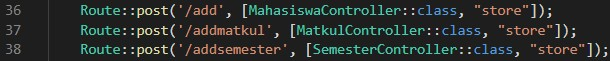 36 Route::post('/add', [MahasiswaController::class, "store"]);
37 Route::post('/addmatkul', [MatkulController::class, "store"]);
38 Route::post('/addsemester', [SemesterController::class, "store"]);